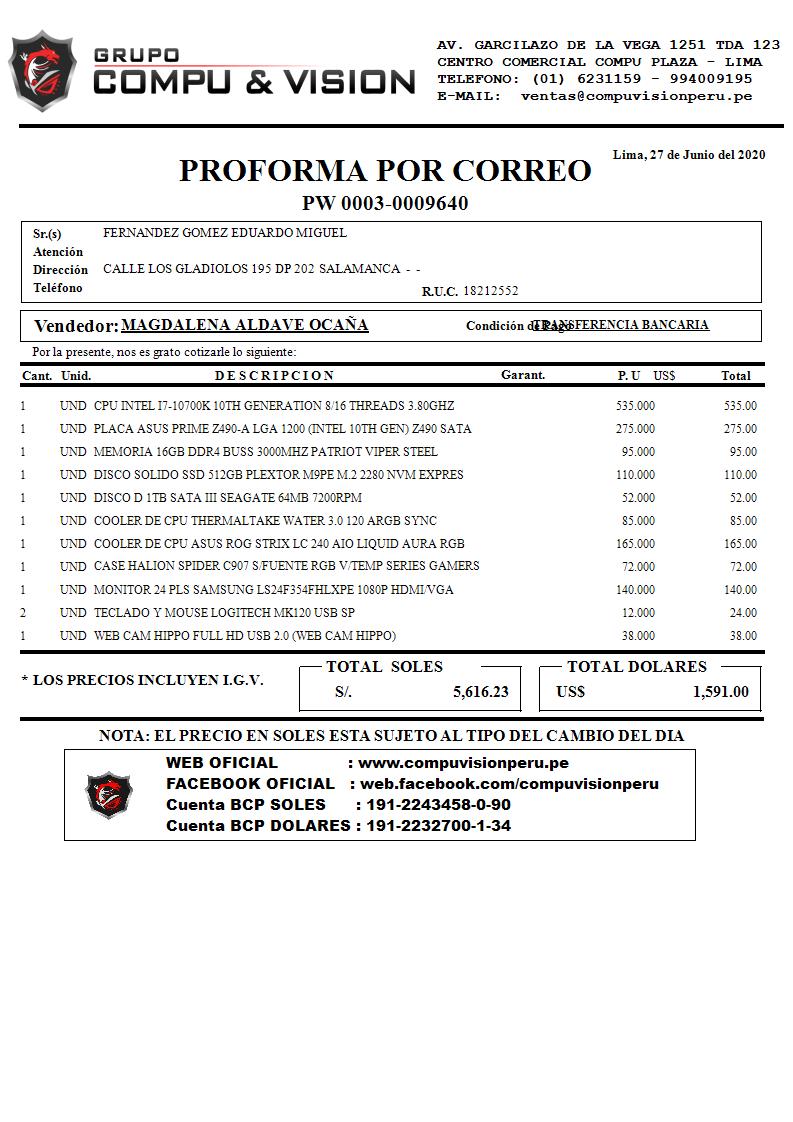 GRUPO
COMPU & VISION
AV. GARCILAZO DE LA VEGA 1251 TDA 123
CENTRO COMERCIAL COMPU PLAZA - LIMA
TELEFONO: (01) 6231159 - 994009195
E-MAIL: ventas@compuvisionperu.pe
Lima, 27 de Junio del 2020
PROFORMA POR CORREO
PW 0003-0009640
Sr.(s) FERNANDEZ GOMEZ EDUARDO MIGUEL
Atención
Dirección CALLE LOS GLADIOLOS 195 DP 202 SALAMANCA - -
Teléfono R.U.C. 18212552
Vendedor: MAGDALENA ALDAVE OCAÑA Condición de Pago TRANSFERENCIA BANCARIA
Por la presente, nos es grato cotizarle lo siguiente:
Cant. Unid. DESCRIPCION Garant. P. U US$ Total
1 UND CPU INTEL I7-10700K 10TH GENERATION 8/16 THREADS 3.80GHZ 535.000 535.00
1 UND PLACA ASUS PRIME Z490-A LGA 1200 (INTEL 10TH GEN) Z490 SATA 275.000 275.00
1 UND MEMORIA 16GB DDR4 BUSS 3000MHZ PATRIOT VIPER STEEL 95.000 95.00
1 UND DISCO SOLIDO SSD 512GB PLEXTOR M9PE M.2 2280 NVM EXPRES 110.000 110.00
1 UND DISCO D 1TB SATA III SEAGATE 64MB 7200RPM 52.000 52.00
1 UND COOLER DE CPU THERMALTAKE WATER 3.0 120 ARGB SYNC 85.000 85.00
1 UND COOLER DE CPU ASUS ROG STRIX LC 240 AIO LIQUID AURA RGB 165.000 165.00
1 UND CASE HALION SPIDER C907 S/FUENTE RGB V/TEMP SERIES GAMERS 72.000 72.00
1 UND MONITOR 24 PLS SAMSUNG LS24F354FHLXPE 1080P HDMI/VGA 140.000 140.00
2 UND TECLADO Y MOUSE LOGITECH MK120 USB SP 12.000 24.00
1 UND WEB CAM HIPPO FULL HD USB 2.0 (WEB CAM HIPPO) 38.000 38.00
* LOS PRECIOS INCLUYEN I.G.V.
TOTAL SOLES
S/. 5,616.23
TOTAL DOLARES
US$ 1,591.00
NOTA: EL PRECIO EN SOLES ESTA SUJETO AL TIPO DEL CAMBIO DEL DIA
WEB OFICIAL : www.compuvisionperu.pe
FACEBOOK OFICIAL : web.facebook.com/compuvisionperu
Cuenta BCP SOLES : 191-2243458-0-90
Cuenta BCP DOLARES : 191-2232700-1-34